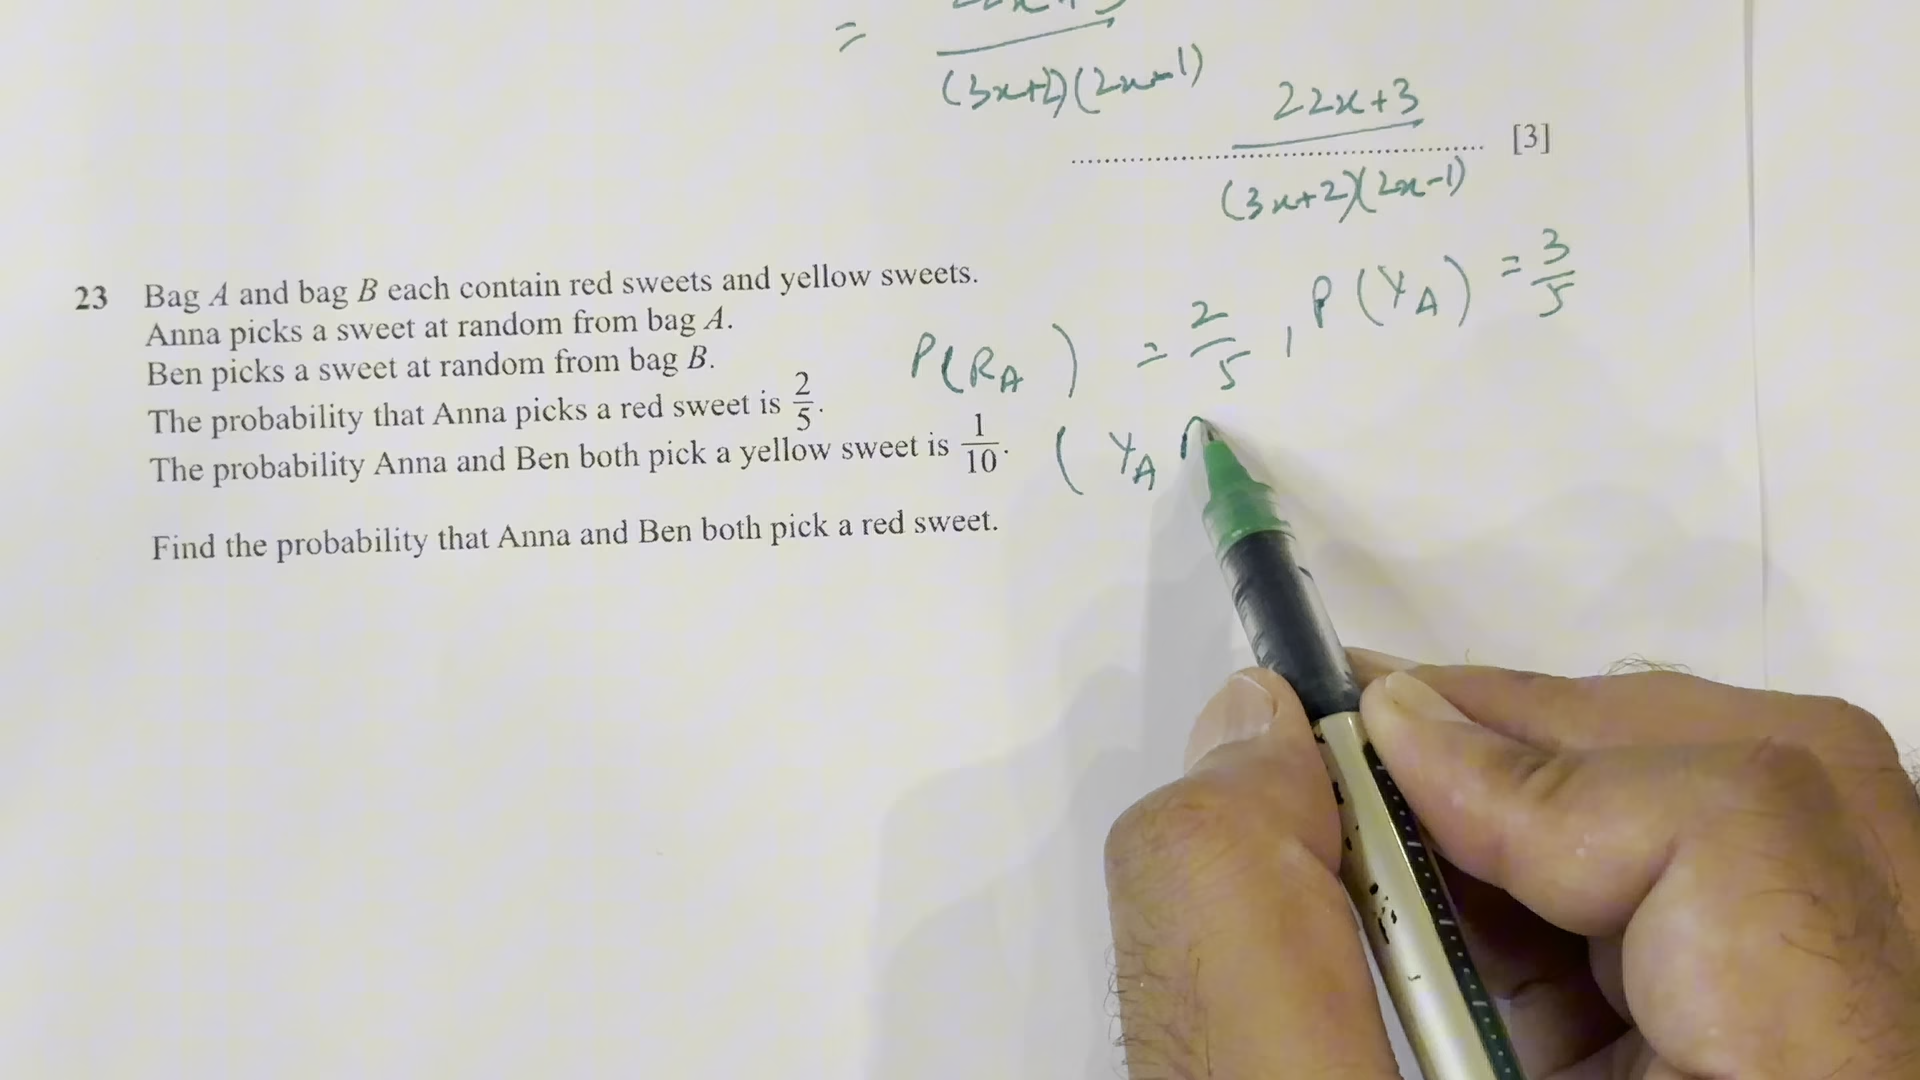 =
(3x+2)(2x-1)
22x+3
[3]
(3x+2)(2x-1)
23 Bag A and bag B each contain red sweets and yellow sweets.
Anna picks a sweet at random from bag A.
Ben picks a sweet at random from bag B.
The probability that Anna picks a red sweet is 2/5.
P(R_A) = 2/5, P(Y_A) = 3/5
The probability Anna and Ben both pick a yellow sweet is 1/10.
(Y_A
Find the probability that Anna and Ben both pick a red sweet.